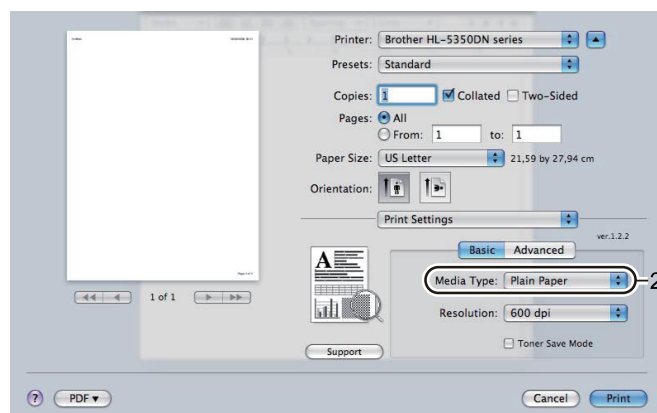 Printer: Brother HL-5350DN series
Presets: Standard
Copies: 1 Collated Two-Sided
Pages: All
From: 1 to: 1
Paper Size: US Letter 21,59 by 27,94 cm
Orientation:
Print Settings
ver.1.2.2
Basic Advanced
Media Type: Plain Paper 2
Resolution: 600 dpi
Toner Save Mode
Support
1 of 1
? PDF▼ Cancel Print